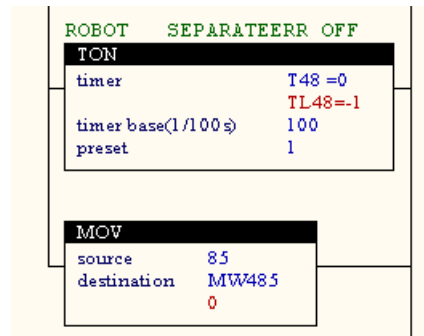 ROBOT SEPARATEERR OFF
TON
timer T48 =0
TL48=-1
timer base(1/100s) 100
preset 1
MOV
source 85
destination MW485
0